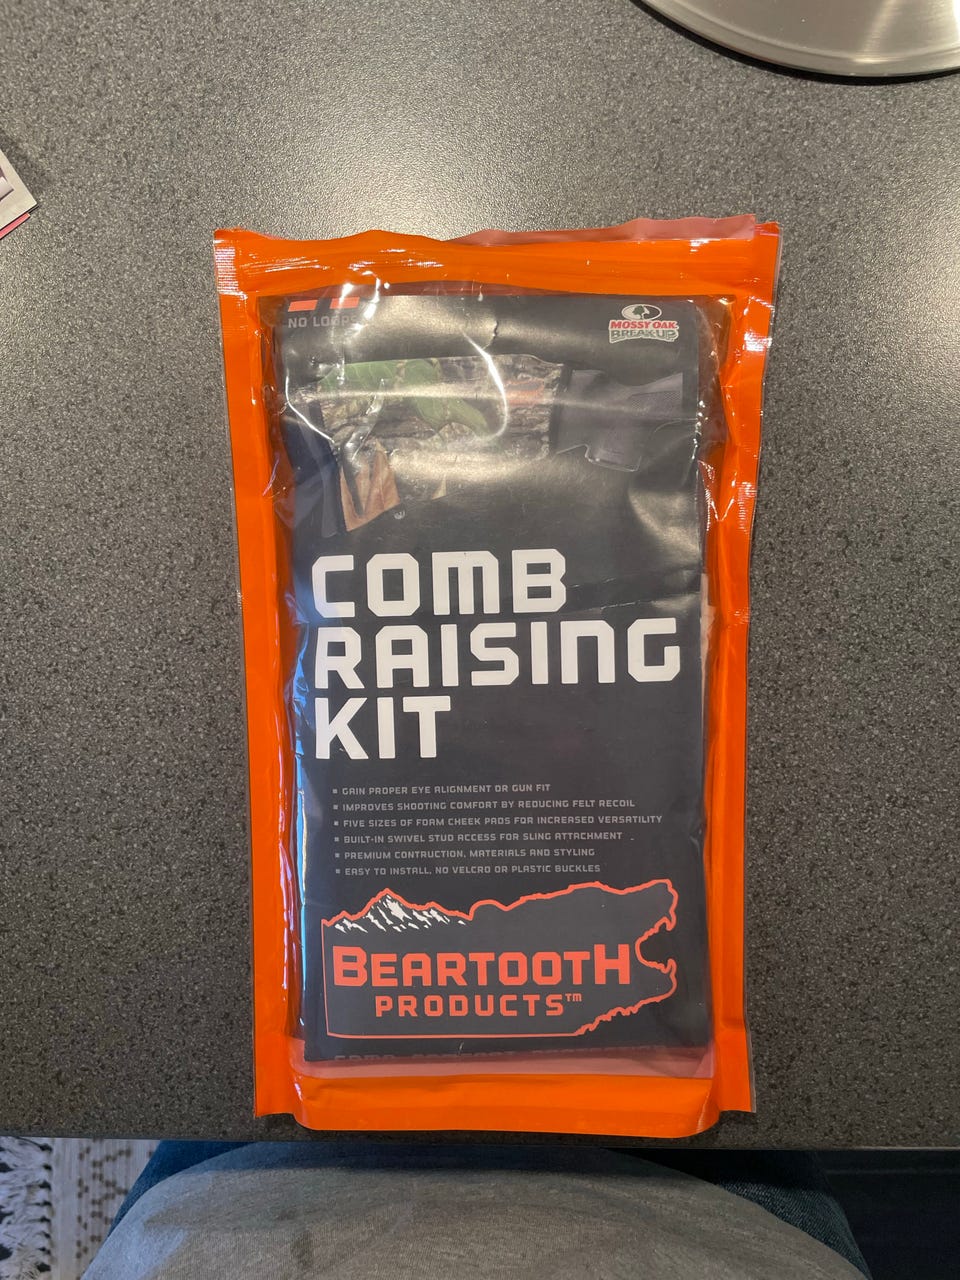 NO LOOPS
MOSSY OAK
BREAK-UP
COMB
RAISING
KIT
▪ GAIN PROPER EYE ALIGNMENT OR GUN FIT
▪ IMPROVES SHOOTING COMFORT BY REDUCING FELT RECOIL
▪ FIVE SIZES OF FOAM CHEEK PADS FOR INCREASED VERSATILITY
▪ BUILT-IN SWIVEL STUD ACCESS FOR SLING ATTACHMENT
▪ PREMIUM CONTRUCTION, MATERIALS AND STYLING
▪ EASY TO INSTALL, NO VELCRO OR PLASTIC BUCKLES
BEARTOOTH
PRODUCTS™